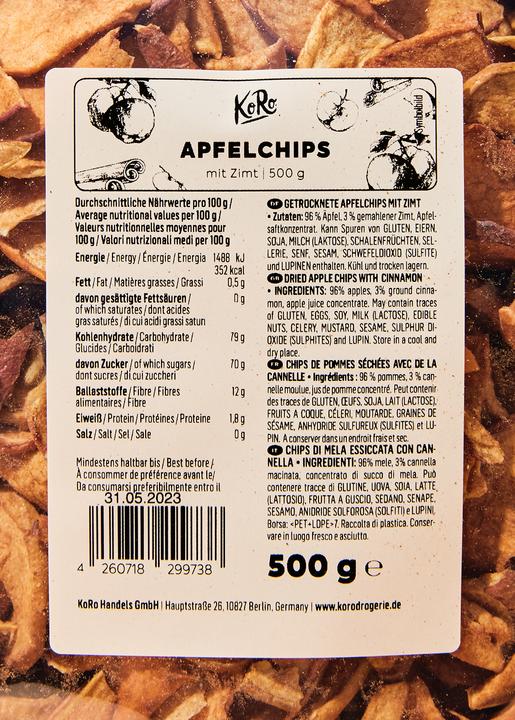 KoRo
Symbolbild
APFELCHIPS
mit Zimt | 500 g
Durchschnittliche Nährwerte pro 100 g /
Average nutritional values per 100 g /
Valeurs nutritionnelles moyennes pour
100 g / Valori nutrizionali medi per 100 g
Energie / Energy / Énergie / Energia 1488 kJ
352 kcal
Fett / Fat / Matières grasses / Grassi 0,5 g
davon gesättigte Fettsäuren / 0 g
of which saturates / dont acides
gras saturés / di cui acidi grassi saturi
Kohlenhydrate / Carbohydrate / 79 g
Glucides / Carboidrati
davon Zucker / of which sugars / 70 g
dont sucres / di cui zuccheri
Ballaststoffe / Fibre / Fibres 12 g
alimentaires / Fibre
Eiweiß / Protein / Protéines / Proteine 1,8 g
Salz / Salt / Sel / Sale 0 g
Mindestens haltbar bis / Best before /
À consommer de préférence avant le/
Da consumarsi preferibilmente entro il
31.05.2023
4 260718 299738
DE GETROCKNETE APFELCHIPS MIT ZIMT
• Zutaten: 96 % Äpfel, 3 % gemahlener Zimt, Apfel-
saftkonzentrat. Kann Spuren von GLUTEN, EIERN,
SOJA, MILCH (LAKTOSE), SCHALENFRÜCHTEN, SEL-
LERIE, SENF, SESAM, SCHWEFELDIOXID (SULFITE)
und LUPINEN enthalten. Kühl und trocken lagern.
DRIED APPLE CHIPS WITH CINNAMON
• INGREDIENTS: 96% apples, 3% ground cinna-
mon, apple juice concentrate. May contain traces
of GLUTEN, EGGS, SOY, MILK (LACTOSE), EDIBLE
NUTS, CELERY, MUSTARD, SESAME, SULPHUR DI-
OXIDE (SULPHITES) and LUPIN. Store in a cool and
dry place.
FR CHIPS DE POMMES SÉCHÉES AVEC DE LA
CANNELLE • Ingrédients : 96 % pommes, 3 % can-
nelle moulue, jus de pomme concentré. Peut contenir
des traces de GLUTEN, ŒUFS, SOJA, LAIT (LACTOSE),
FRUITS A COQUE, CÉLERI, MOUTARDE, GRAINES DE
SÉSAME, ANHYDRIDE SULFUREUX (SULFITES) et LU-
PIN. A conserver dans un endroit frais et sec.
IT CHIPS DI MELA ESSICCATA CON CAN-
NELLA • INGREDIENTI: 96% mele, 3% cannella
macinata, concentrato di succo di mela. Può
contenere tracce di GLUTINE, UOVA, SOIA, LATTE,
(LATTOSIO), FRUTTA A GUSCIO, SEDANO, SENAPE,
SESAMO, ANIDRIDE SOLFOROSA (SOLFITI) e LUPINI,
Borsa: <PET+LDPE>7. Raccolta di plastica. Conser-
vare in luogo fresco e asciutto.
500 g ℮
KoRo Handels GmbH | Hauptstraße 26, 10827 Berlin, Germany | www.korodrogerie.de